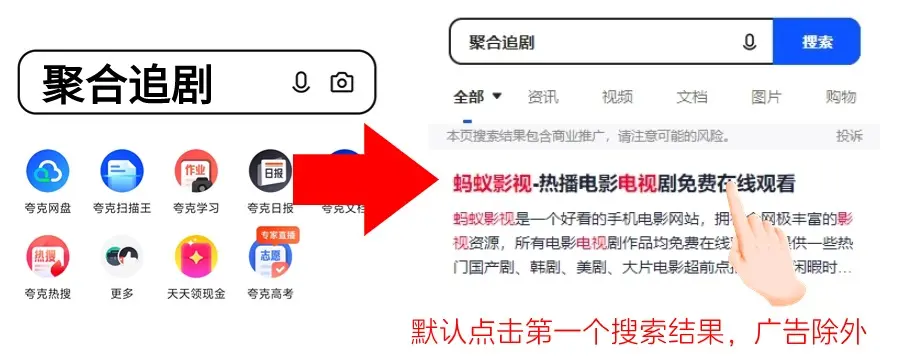 聚合追剧
夸克网盘
夸克扫描王
作业
夸克学习
日报
夸克日报
夸克文档
热搜
夸克热搜
更多
天天领现金
专家直播
志愿
夸克高考
聚合追剧
搜索
全部
资讯
视频
文档
图片
购物
本页搜索结果包含商业推广，请注意可能的风险。
投诉
蚂蚁影视-热播电影电视剧免费在线观看
蚂蚁影视是一个好看的手机电影网站，拥 全网极丰富的影
视资源，所有电影电视剧作品均免费在线 提供一些热
门国产剧、韩剧、美剧、大片电影超前点 闲暇时...
默认点击第一个搜索结果，广告除外